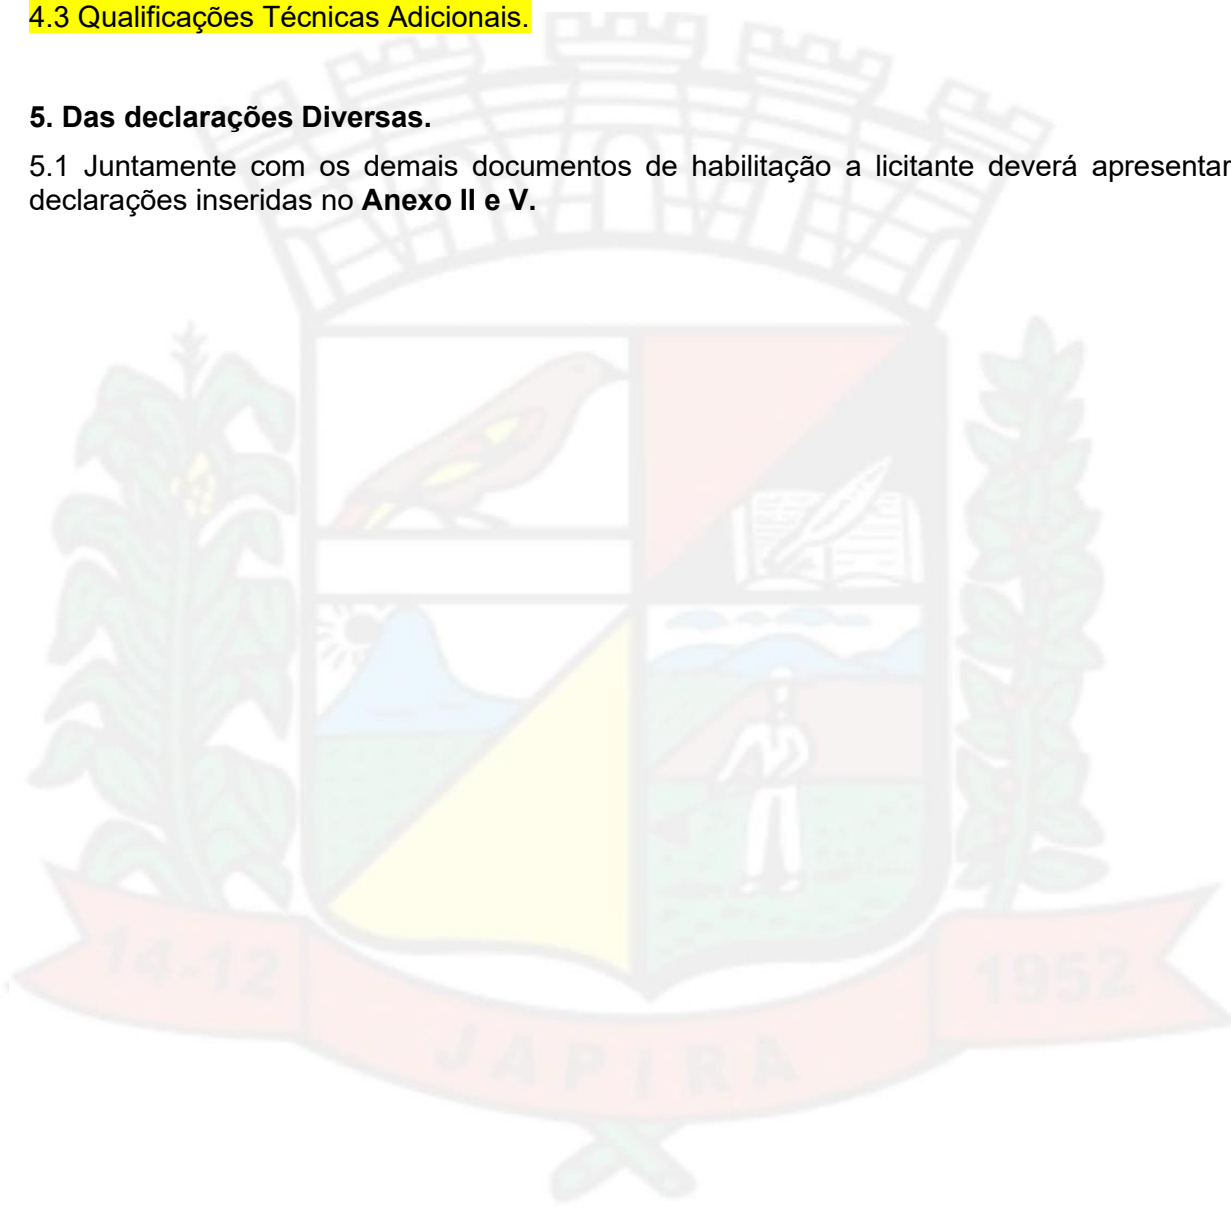 4.3 Qualificações Técnicas Adicionais.
5. Das declarações Diversas.
5.1 Juntamente com os demais documentos de habilitação a licitante deverá apresentar
declarações inseridas no Anexo II e V.
14-12
1952
JAPIRA